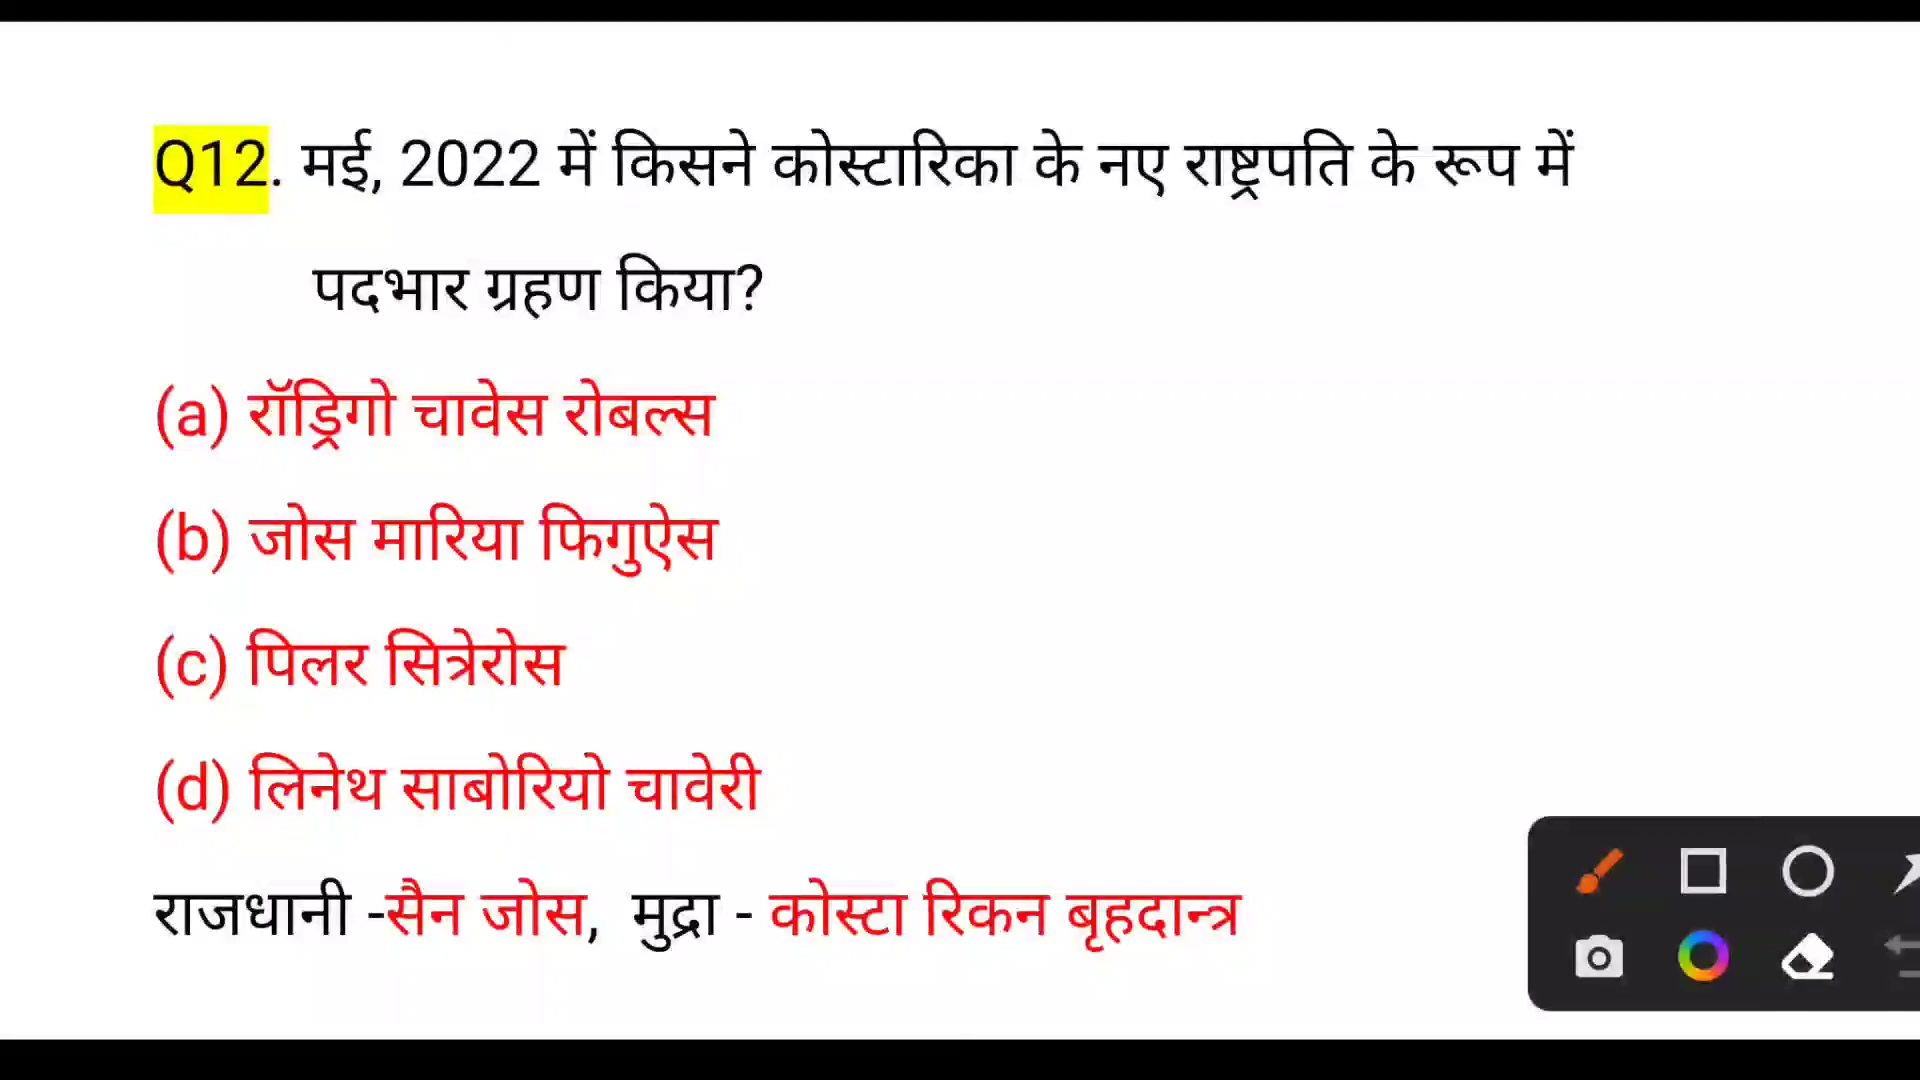 Q12. मई, 2022 में किसने कोस्टारिका के नए राष्ट्रपति के रूप में
पदभार ग्रहण किया?
(a) रॉड्रिगो चावेस रोबल्स
(b) जोस मारिया फिगुऐस
(c) पिलर सित्रेरोस
(d) लिनेथ साबोरियो चावेरी
राजधानी -सैन जोस, मुद्रा - कोस्टा रिकन बृहदान्त्र